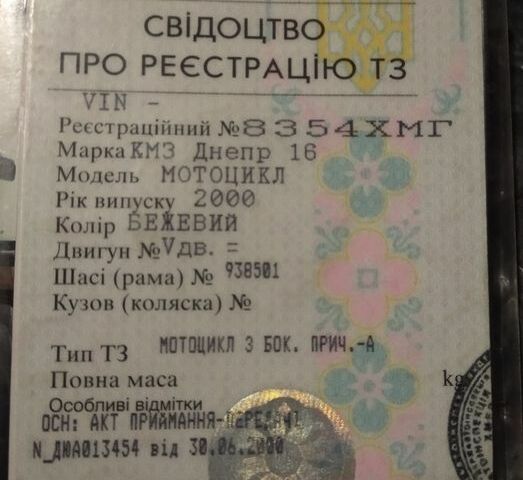 СВІДОЦТВО
ПРО РЕЄСТРАЦІЮ ТЗ
VIN -
Реєстраційний №8354ХМГ
Марка КМЗ Днепр 16
Модель МОТОЦИКЛ
Рік випуску 2000
Колір БЕЖЕВИЙ
Двигун №Vдв. =
Шасі (рама) № 938501
Кузов (коляска) №
Тип ТЗ МОТОЦИКЛ З БОК. ПРИЧ.-А
Повна маса kg
Особливі відмітки
ОСН: АКТ ПРИЙМАННЯ-ПЕРЕДАЧІ
N_ДЮА013454 від 30.06.2000